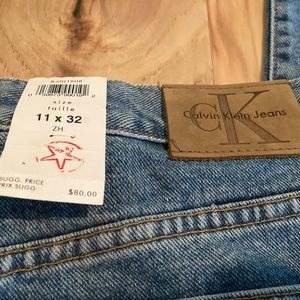 size
taille
11 x 32
ZH
SUGG. PRICE
PRIX SUGG
$80.00
CK
Calvin Klein Jeans